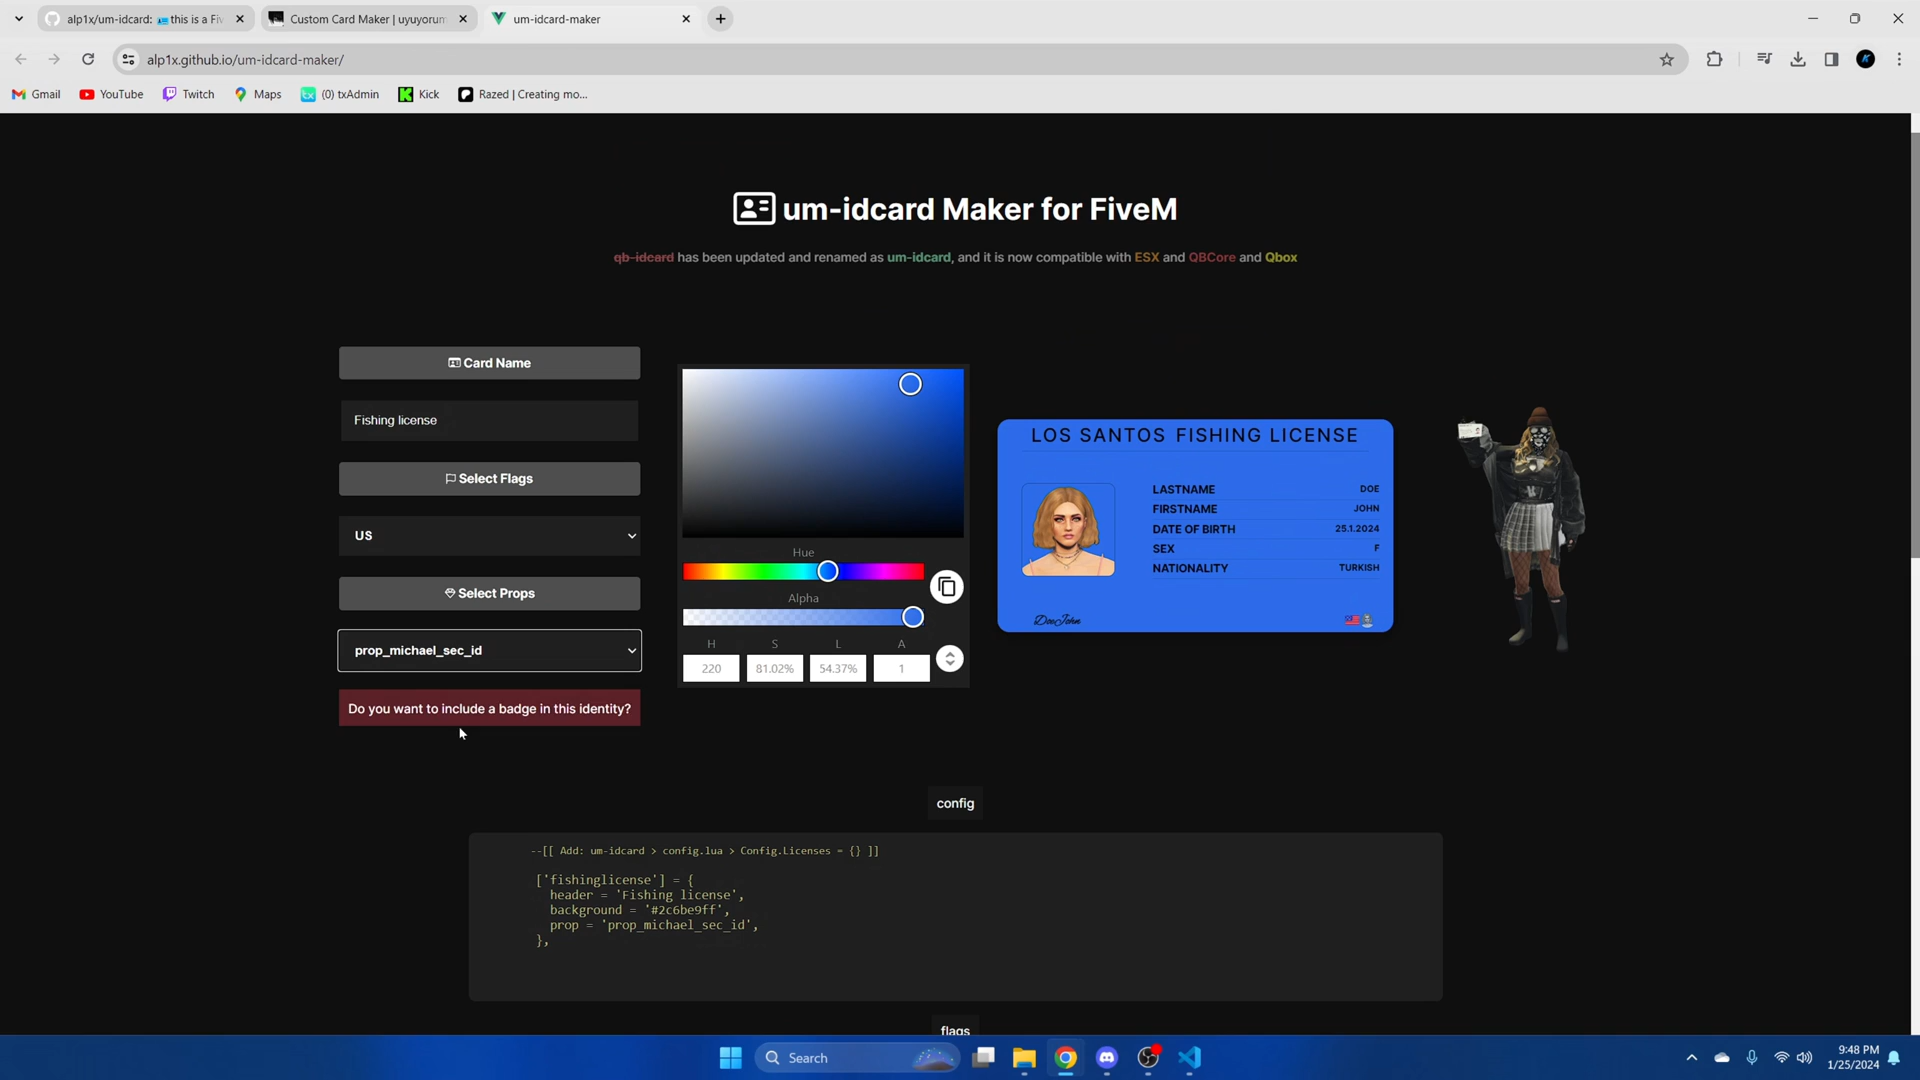 alp1x/um-idcard: 🪪 this is a Fiv
Custom Card Maker | uyuyorum
um-idcard-maker
alp1x.github.io/um-idcard-maker/
Gmail
YouTube
Twitch
Maps
(0) txAdmin
Kick
Razed | Creating mo...
um-idcard Maker for FiveM
qb-idcard has been updated and renamed as um-idcard, and it is now compatible with ESX and QBCore and Qbox
Card Name
Fishing license
Select Flags
US
Select Props
prop_michael_sec_id
Do you want to include a badge in this identity?
Hue
Alpha
H S L A
220 81.02% 54.37% 1
LOS SANTOS FISHING LICENSE
LASTNAME DOE
FIRSTNAME JOHN
DATE OF BIRTH 25.1.2024
SEX F
NATIONALITY TURKISH
DoeJohn
config
--[[ Add: um-idcard > config.lua > Config.Licenses = {} ]]
['fishinglicense'] = {
header = 'Fishing license',
background = '#2c6be9ff',
prop = 'prop_michael_sec_id',
},
flags
Search
9:48 PM
1/25/2024